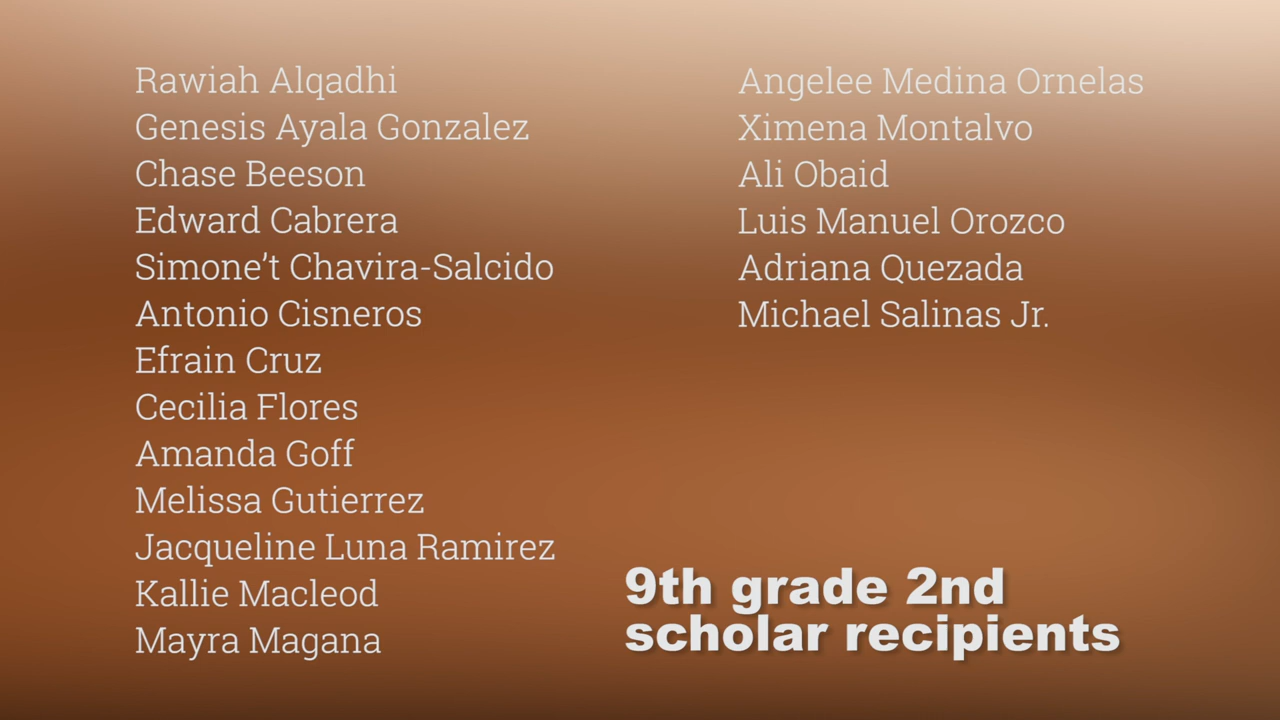 Rawiah Alqadhi
Genesis Ayala Gonzalez
Chase Beeson
Edward Cabrera
Simone’t Chavira-Salcido
Antonio Cisneros
Efrain Cruz
Cecilia Flores
Amanda Goff
Melissa Gutierrez
Jacqueline Luna Ramirez
Kallie Macleod
Mayra Magana
Angelee Medina Ornelas
Ximena Montalvo
Ali Obaid
Luis Manuel Orozco
Adriana Quezada
Michael Salinas Jr.
9th grade 2nd
scholar recipients